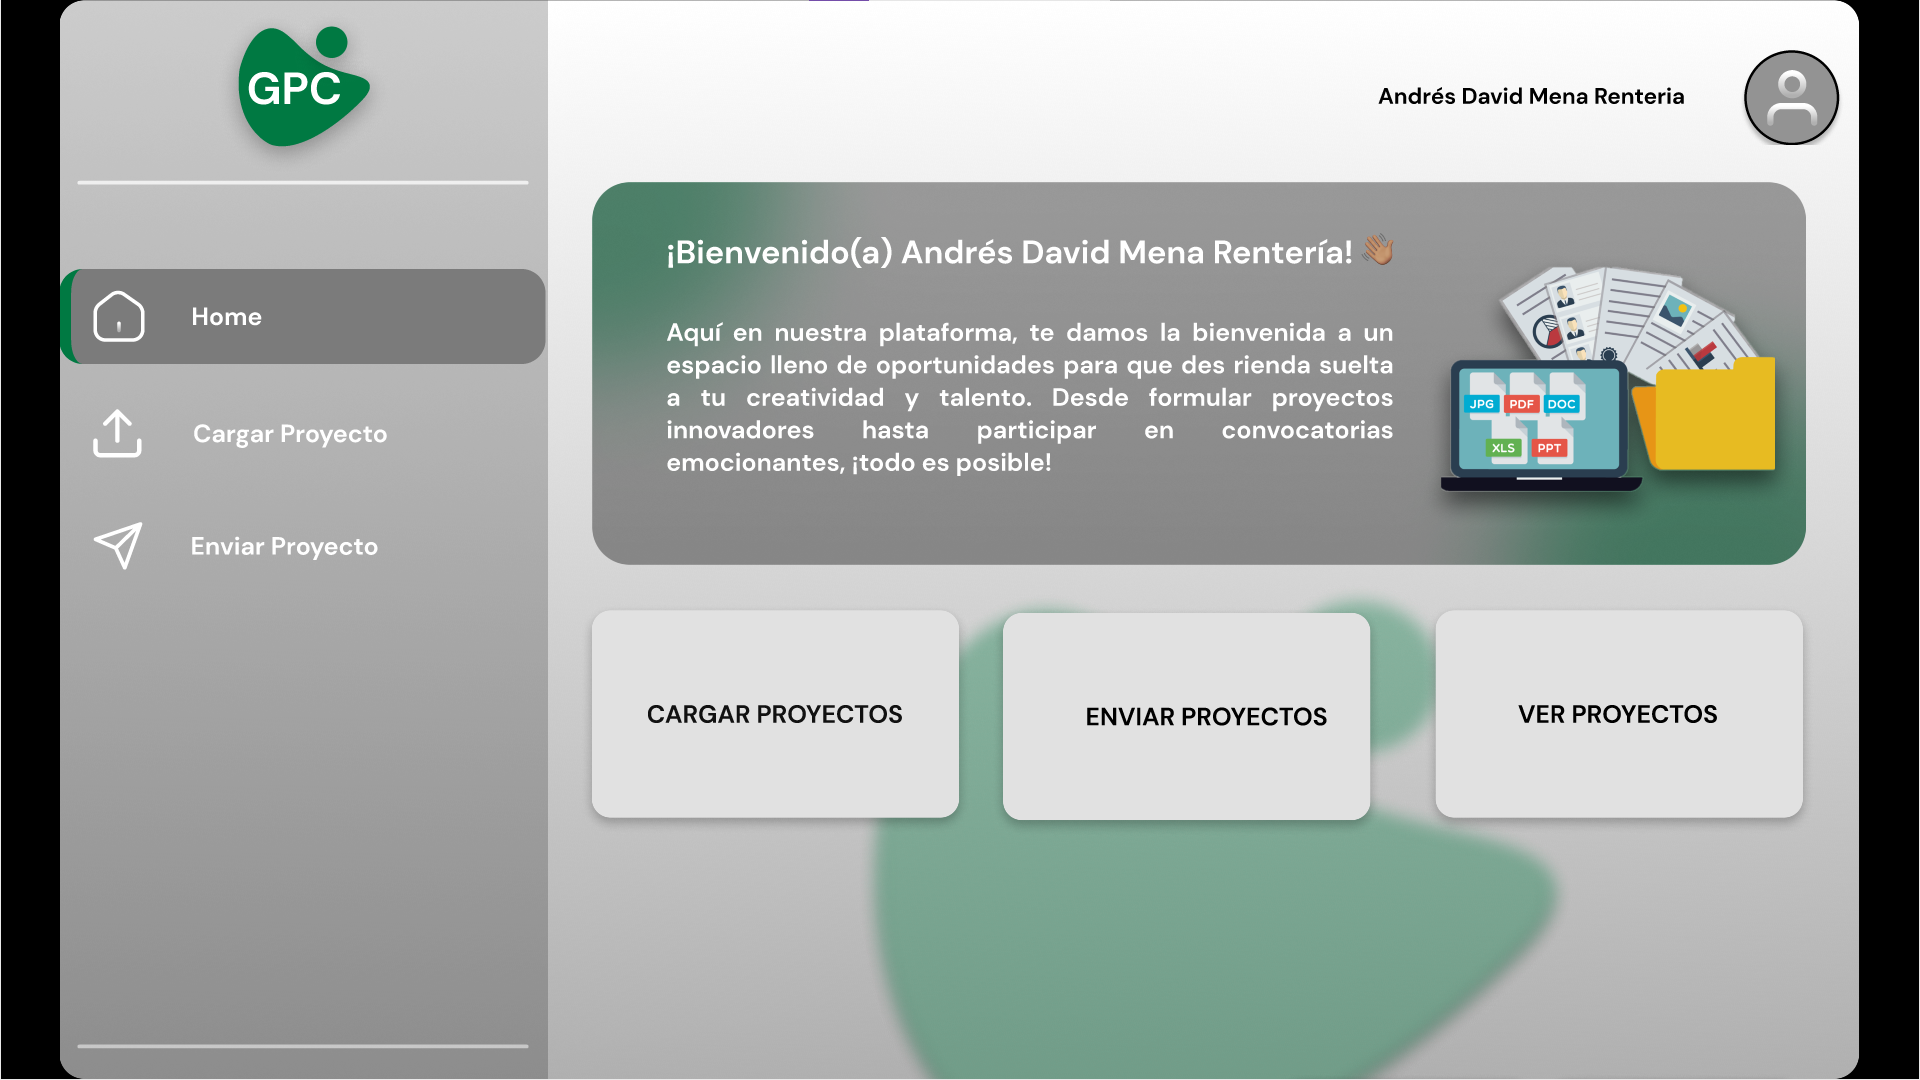 GPC
Andrés David Mena Renteria
Home
Cargar Proyecto
Enviar Proyecto
¡Bienvenido(a) Andrés David Mena Rentería! 👋🏽
Aquí en nuestra plataforma, te damos la bienvenida a un
espacio lleno de oportunidades para que des rienda suelta
a tu creatividad y talento. Desde formular proyectos
innovadores hasta participar en convocatorias
emocionantes, ¡todo es posible!
JPG PDF DOC
XLS PPT
CARGAR PROYECTOS
ENVIAR PROYECTOS
VER PROYECTOS